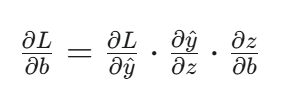 ∂L/∂b = ∂L/∂ŷ · ∂ŷ/∂z · ∂z/∂b